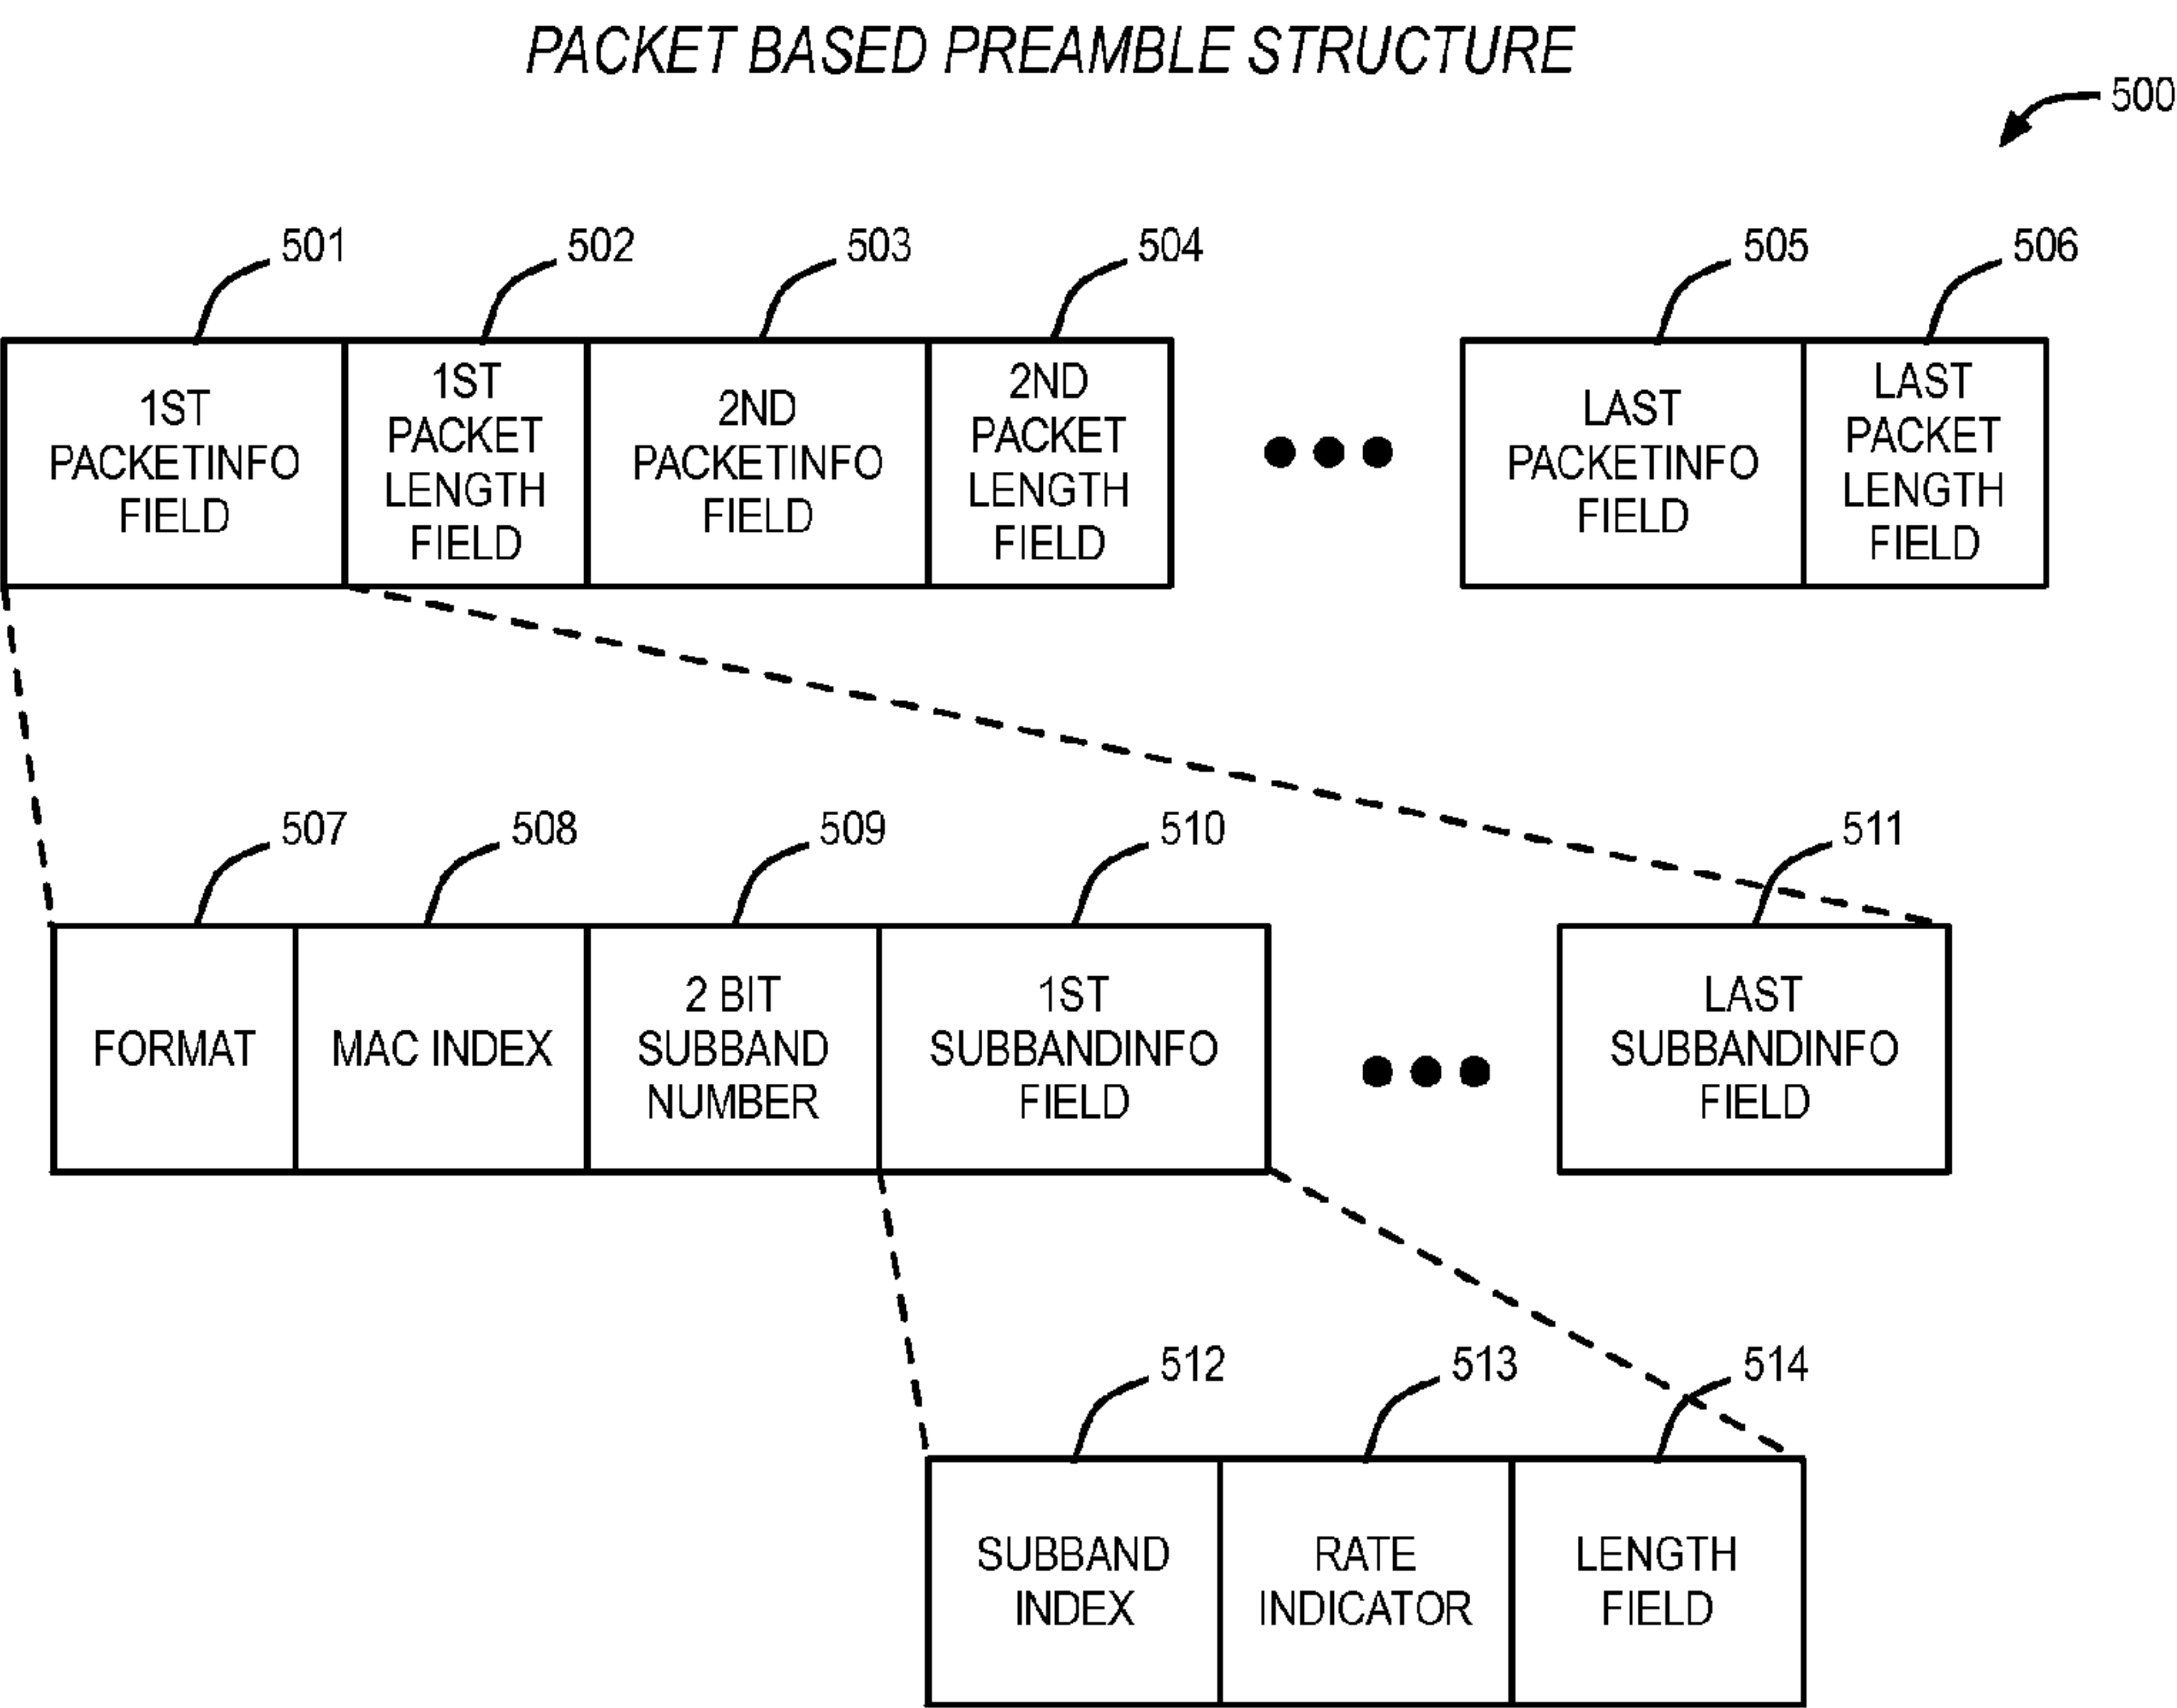 PACKET BASED PREAMBLE STRUCTURE
500
501
502
503
504
505
506
1ST
PACKETINFO
FIELD
1ST
PACKET
LENGTH
FIELD
2ND
PACKETINFO
FIELD
2ND
PACKET
LENGTH
FIELD
LAST
PACKETINFO
FIELD
LAST
PACKET
LENGTH
FIELD
507
508
509
510
511
FORMAT
MAC INDEX
2 BIT
SUBBAND
NUMBER
1ST
SUBBANDINFO
FIELD
LAST
SUBBANDINFO
FIELD
512
513
514
SUBBAND
INDEX
RATE
INDICATOR
LENGTH
FIELD